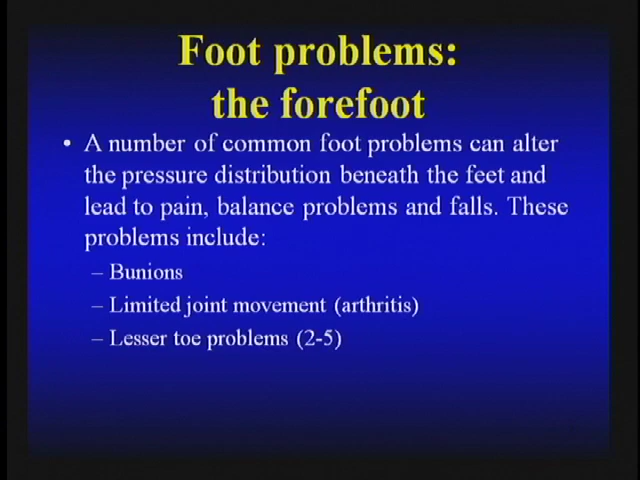 Foot problems:
the forefoot
• A number of common foot problems can alter
the pressure distribution beneath the feet and
lead to pain, balance problems and falls. These
problems include:
– Bunions
– Limited joint movement (arthritis)
– Lesser toe problems (2-5)